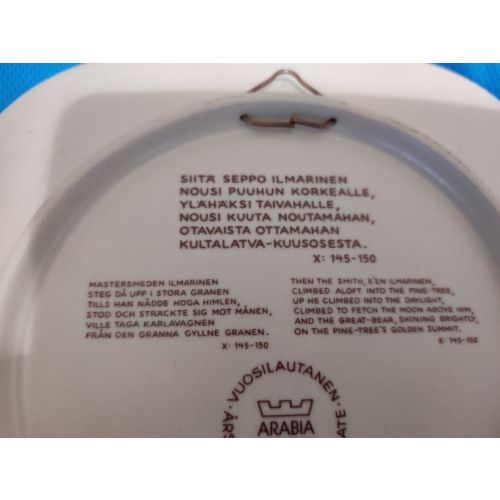 SIITÄ SEPPO ILMARINEN
NOUSI PUUHUN KORKEALLE,
YLÄHÄKSI TAIVAHALLE,
NOUSI KUUTA NOUTAMAHAN,
OTAVAISTA OTTAMAHAN
KULTALATVA-KUUSOSESTA.
X: 145-150
MÄSTERSMEDEN ILMARINEN
STEG DÅ UPP I STORA GRANEN
TILLS HAN NÅDDE HÖGA HIMLEN,
STOD OCH STRÄCKTE SIG MOT MÅNEN,
VILLE TAGA KARLAVAGNEN
FRÅN DEN GRANNA GYLLNE GRANEN.
X: 145-150
THEN THE SMITH, E'EN ILMARINEN,
CLIMBED ALOFT INTO THE PINE-TREE,
UP HE CLIMBED INTO THE DAYLIGHT,
CLIMBED TO FETCH THE MOON ABOVE HIM,
AND THE GREAT-BEAR, SHINING BRIGHTLY,
ON THE PINE-TREE'S GOLDEN SUMMIT.
X: 145-150
· VUOSILAUTANEN ·
ARABIA